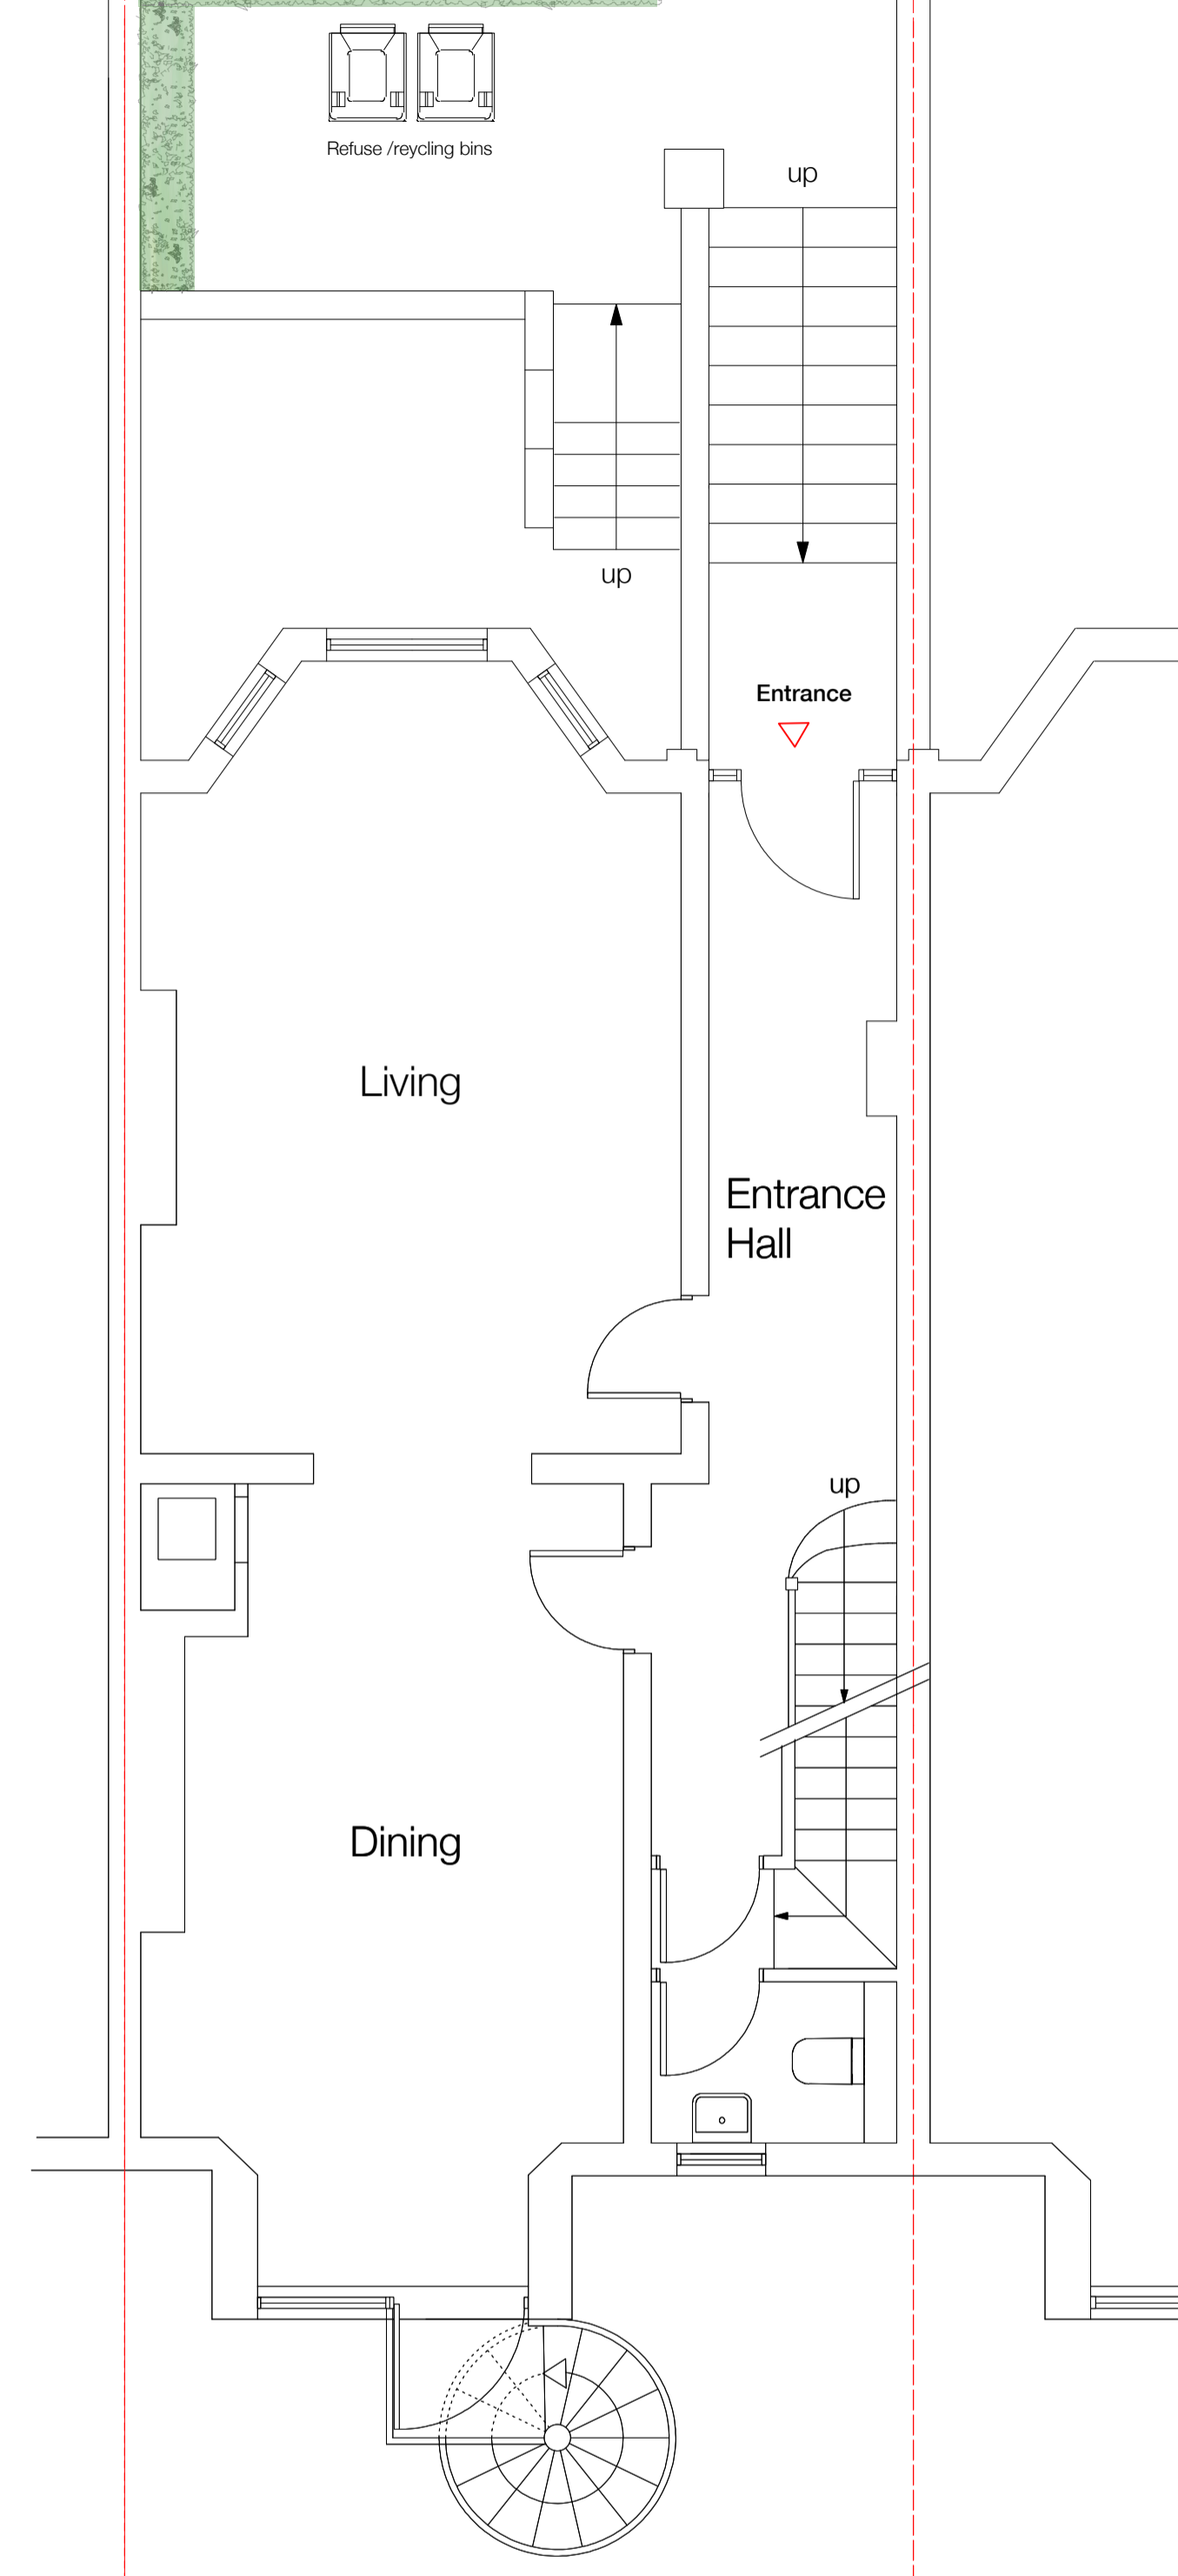 Refuse /reycling bins
up
up
Entrance
Living
Entrance
Hall
up
Dining